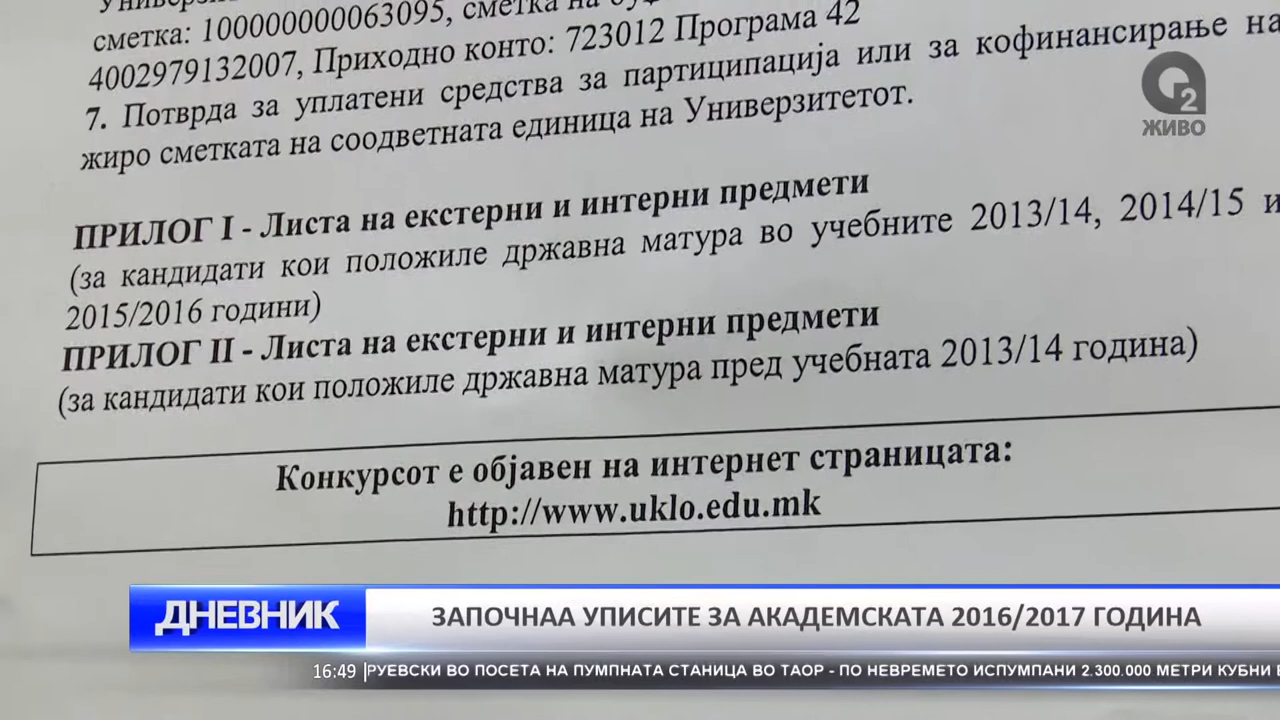 сметка: 100000000063095, сметка на
4002979132007, Приходно конто: 723012 Програма 42
7. Потврда за уплатени средства за партиципација или за кофинансирање на
жиро сметката на соодветната единица на Универзитетот.
ПРИЛОГ I - Листа на екстерни и интерни предмети
(за кандидати кои положиле државна матура во учебните 2013/14, 2014/15 и
2015/2016 години)
ПРИЛОГ II - Листа на екстерни и интерни предмети
(за кандидати кои положиле државна матура пред учебната 2013/14 година)
Конкурсот е објавен на интернет страницата:
http://www.uklo.edu.mk
2
ЖИВО
ДНЕВНИК
ЗАПОЧНАА УПИСИТЕ ЗА АКАДЕМСКАТА 2016/2017 ГОДИНА
16:49 РУЕВСКИ ВО ПОСЕТА НА ПУМПНАТА СТАНИЦА ВО ТАОР - ПО НЕВРЕМЕТО ИСПУМПАНИ 2.300.000 МЕТРИ КУБНИ